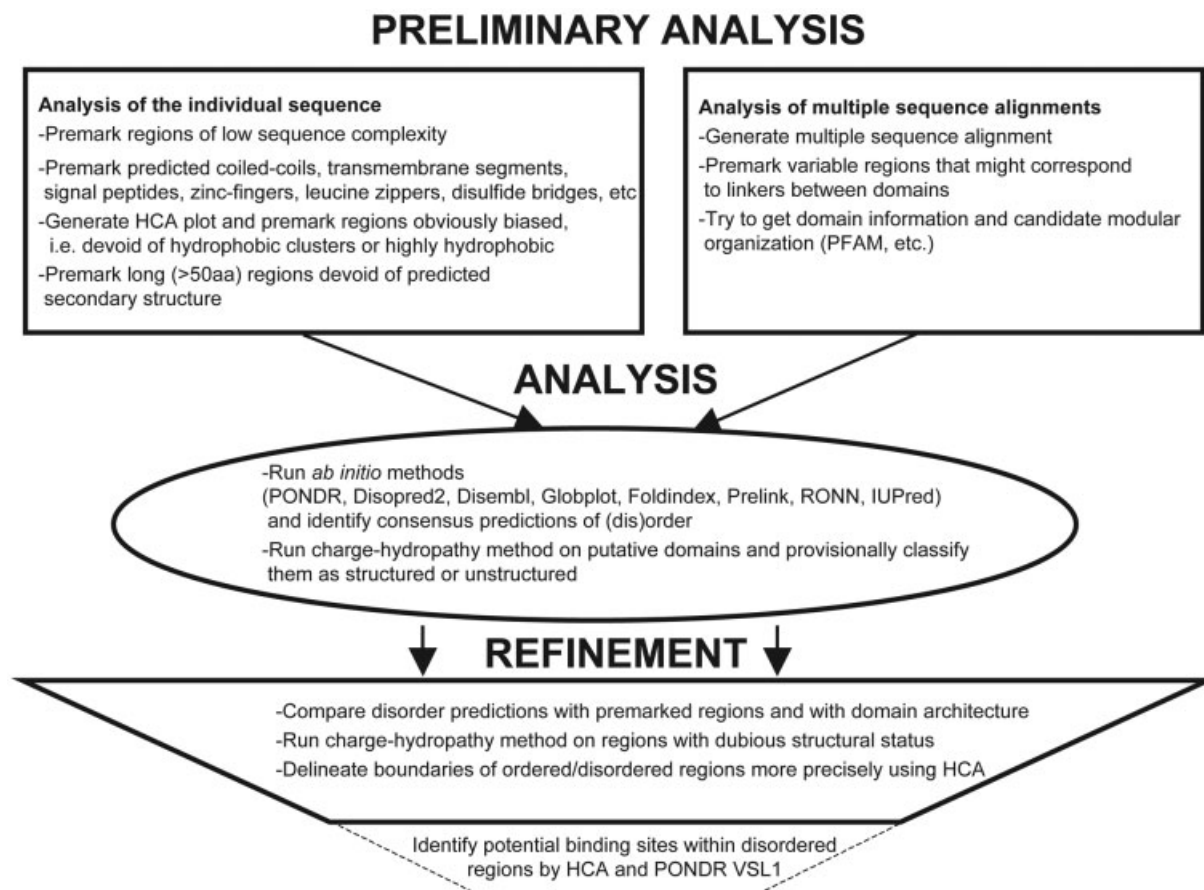 PRELIMINARY ANALYSIS
Analysis of the individual sequence
-Premark regions of low sequence complexity
-Premark predicted coiled-coils, transmembrane segments,
signal peptides, zinc-fingers, leucine zippers, disulfide bridges, etc
-Generate HCA plot and premark regions obviously biased,
i.e. devoid of hydrophobic clusters or highly hydrophobic
-Premark long (>50aa) regions devoid of predicted
secondary structure
Analysis of multiple sequence alignments
-Generate multiple sequence alignment
-Premark variable regions that might correspond
to linkers between domains
-Try to get domain information and candidate modular
organization (PFAM, etc.)
ANALYSIS
-Run ab initio methods
(PONDR, Disopred2, Disembl, Globplot, Foldindex, Prelink, RONN, IUPred)
and identify consensus predictions of (dis)order
-Run charge-hydropathy method on putative domains and provisionally classify
them as structured or unstructured
REFINEMENT
-Compare disorder predictions with premarked regions and with domain architecture
-Run charge-hydropathy method on regions with dubious structural status
-Delineate boundaries of ordered/disordered regions more precisely using HCA
Identify potential binding sites within disordered
regions by HCA and PONDR VSL1